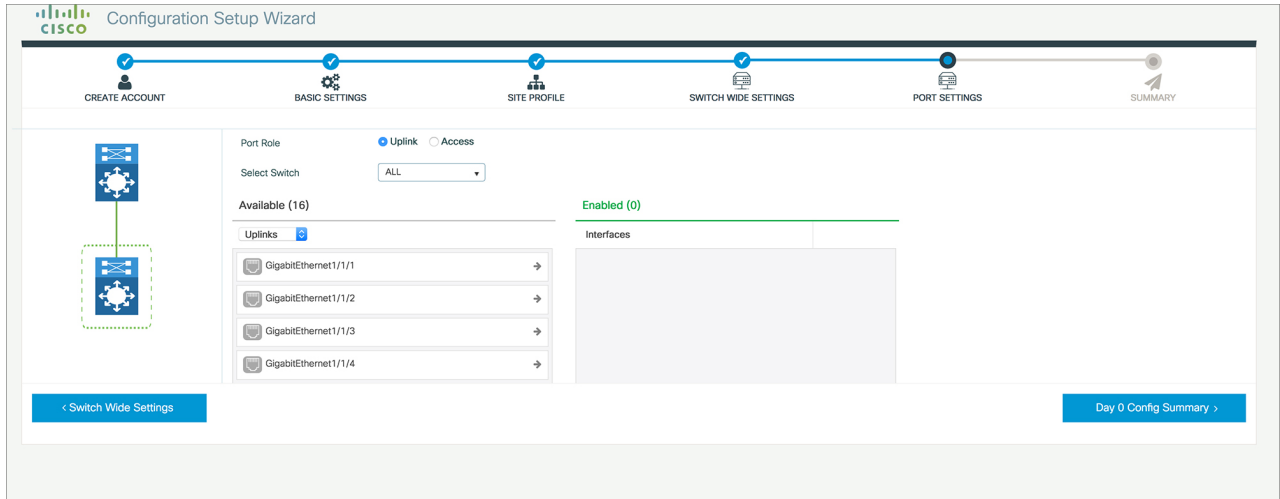 CISCO Configuration Setup Wizard
CREATE ACCOUNT BASIC SETTINGS SITE PROFILE SWITCH WIDE SETTINGS PORT SETTINGS SUMMARY
Port Role Uplink Access
Select Switch ALL
Available (16) Enabled (0)
Uplinks Interfaces
GigabitEthernet1/1/1
GigabitEthernet1/1/2
GigabitEthernet1/1/3
GigabitEthernet1/1/4
< Switch Wide Settings Day 0 Config Summary >